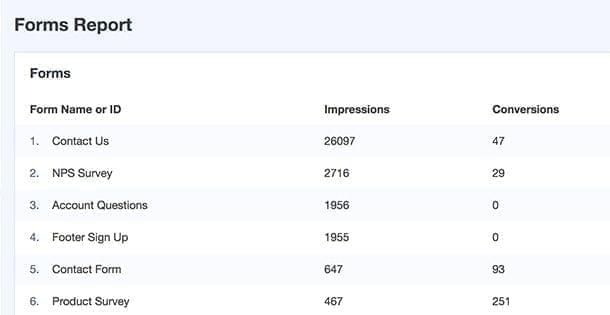 Forms Report
Forms
Form Name or ID Impressions Conversions
1. Contact Us 26097 47
2. NPS Survey 2716 29
3. Account Questions 1956 0
4. Footer Sign Up 1955 0
5. Contact Form 647 93
6. Product Survey 467 251